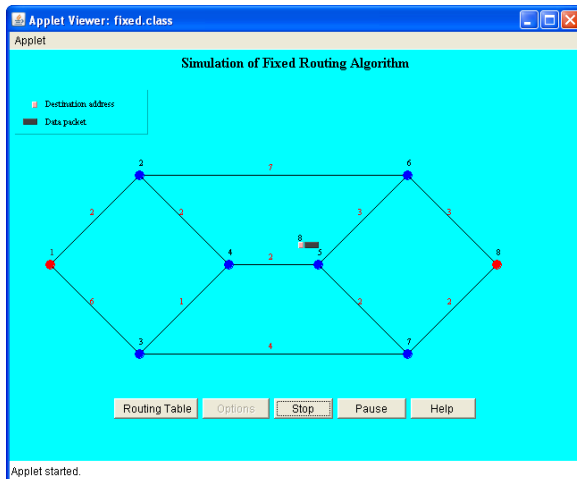 Applet Viewer: fixed.class
Applet
Simulation of Fixed Routing Algorithm
Destination address
Data packet
2
6
7
2
2
3
3
8
1
4
2
5
8
6
1
2
2
3
4
7
Routing Table
Options
Stop
Pause
Help
Applet started.